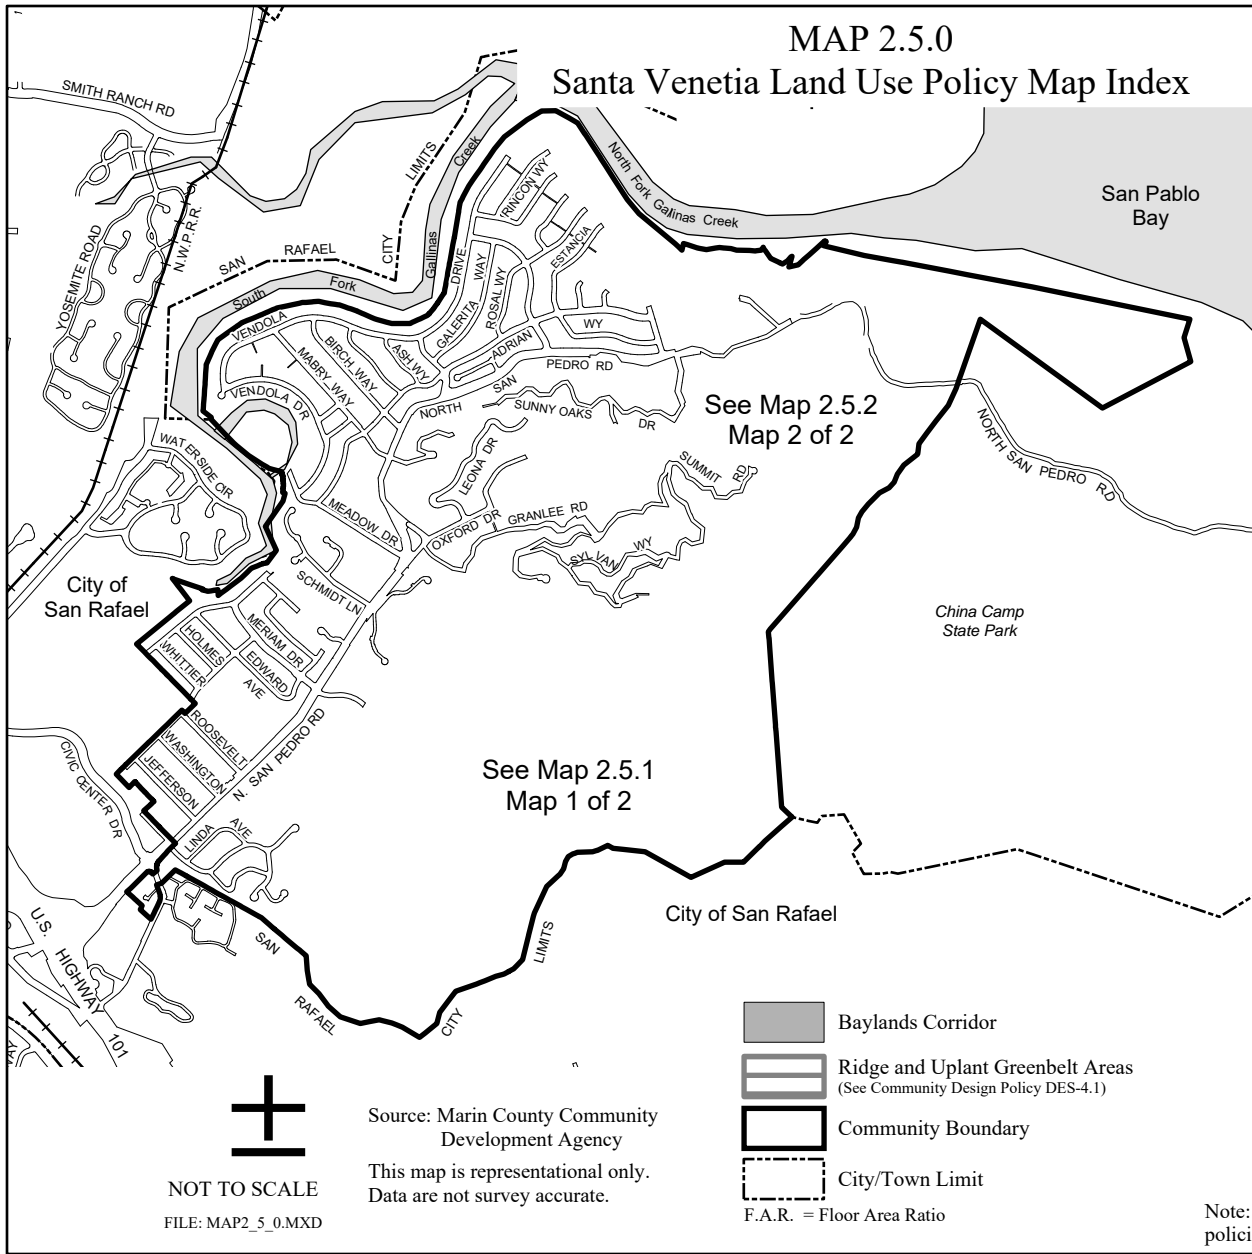 MAP 2.5.0
Santa Venetia Land Use Policy Map Index
SMITH RANCH RD
YOSEMITE ROAD
N.W.P.R.R.
SAN RAFAEL CITY LIMITS
South Fork Gallinas Creek
North Fork Gallinas Creek
San Pablo
Bay
RINCON WY
ESTANCIA
VENDOLA DRIVE
GALERITA WAY
ROSAL WY
ADRIAN WY
ASH WY
BIRCH WAY
MABRY WAY
VENDOLA DR
NORTH SAN PEDRO RD
SUNNY OAKS DR
See Map 2.5.2
Map 2 of 2
LEONA DR
SUMMIT RD
NORTH SAN PEDRO RD
WATERSIDE CIR
MEADOW DR
OXFORD DR
GRANLEE RD
SYLVAN WY
City of
San Rafael
SCHMIDT LN
MERIAM DR
HOLMES
EDWARD AVE
WHITTIER
China Camp
State Park
ROOSEVELT
WASHINGTON
JEFFERSON
N. SAN PEDRO RD
CIVIC CENTER DR
LINDA AVE
See Map 2.5.1
Map 1 of 2
U.S. HIGHWAY 101
WAY
SAN RAFAEL CITY LIMITS
City of San Rafael
Baylands Corridor
Ridge and Uplant Greenbelt Areas
(See Community Design Policy DES-4.1)
Community Boundary
City/Town Limit
F.A.R. = Floor Area Ratio
Source: Marin County Community
Development Agency
This map is representational only.
Data are not survey accurate.
NOT TO SCALE
FILE: MAP2_5_0.MXD
Note:
polici